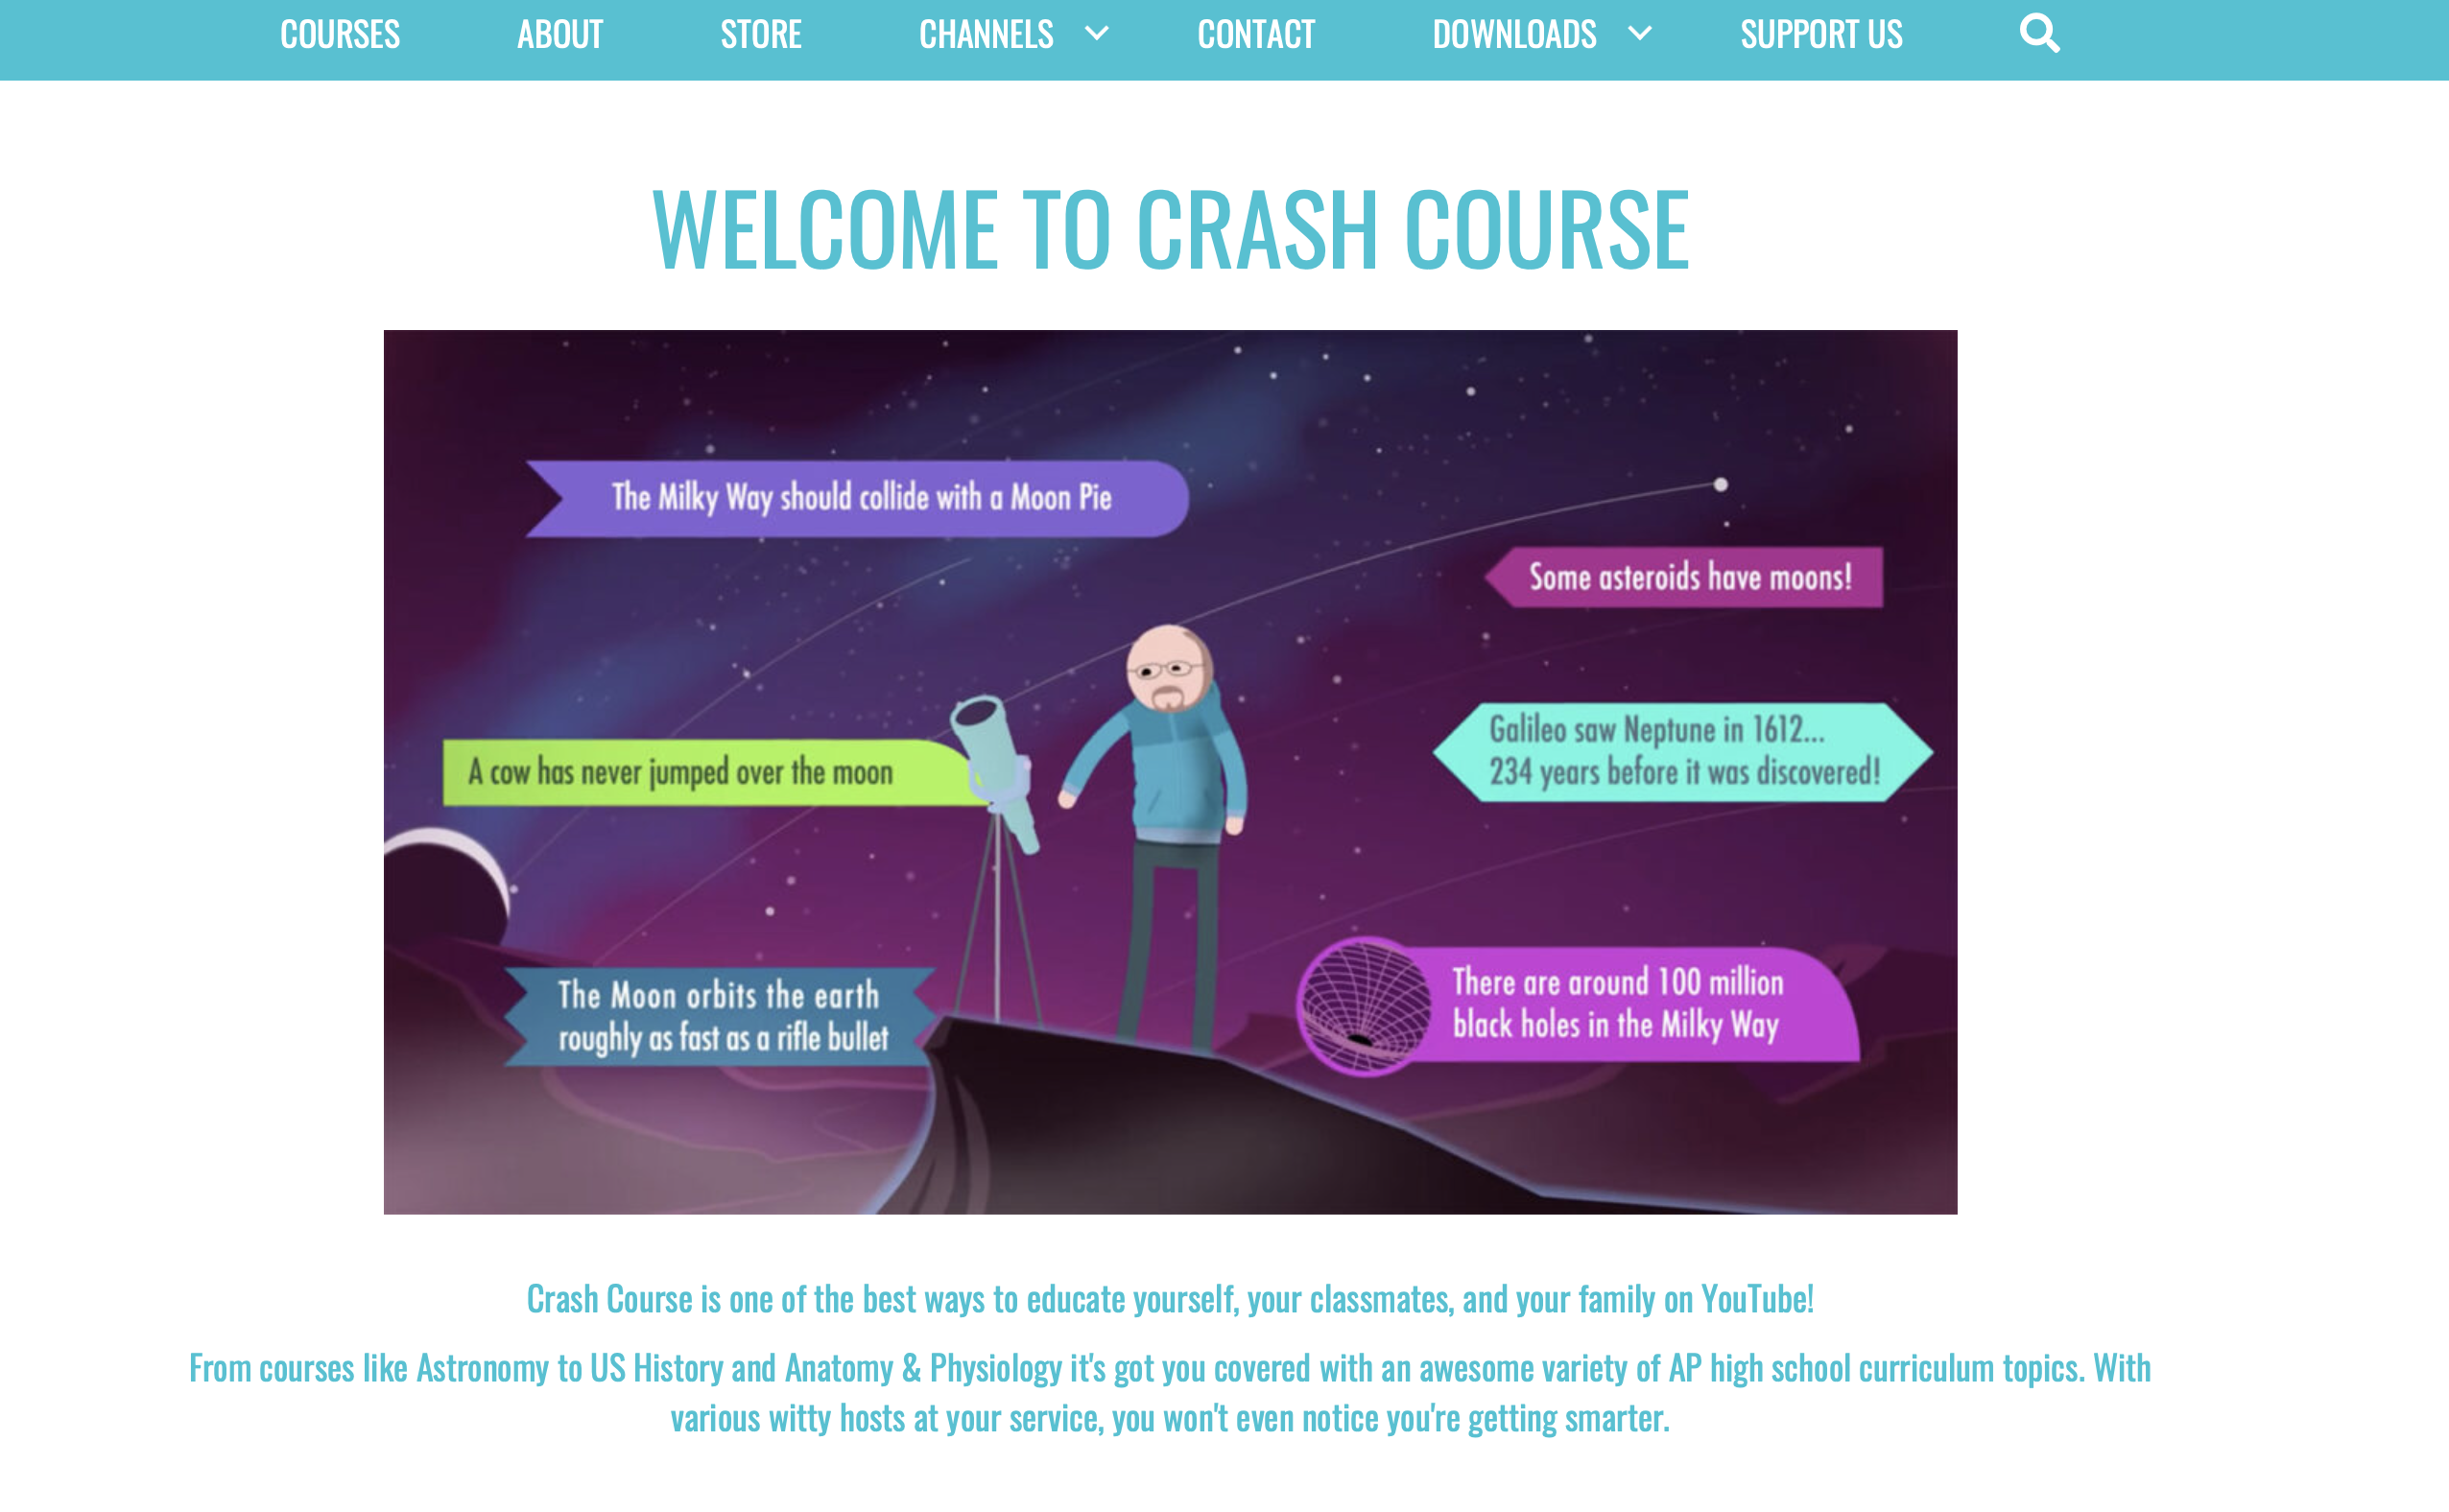 COURSES ABOUT STORE CHANNELS CONTACT DOWNLOADS SUPPORT US
WELCOME TO CRASH COURSE
The Milky Way should collide with a Moon Pie
Some asteroids have moons!
Galileo saw Neptune in 1612...
234 years before it was discovered!
A cow has never jumped over the moon
The Moon orbits the earth
roughly as fast as a rifle bullet
There are around 100 million
black holes in the Milky Way
Crash Course is one of the best ways to educate yourself, your classmates, and your family on YouTube!
From courses like Astronomy to US History and Anatomy & Physiology it's got you covered with an awesome variety of AP high school curriculum topics. With
various witty hosts at your service, you won't even notice you're getting smarter.